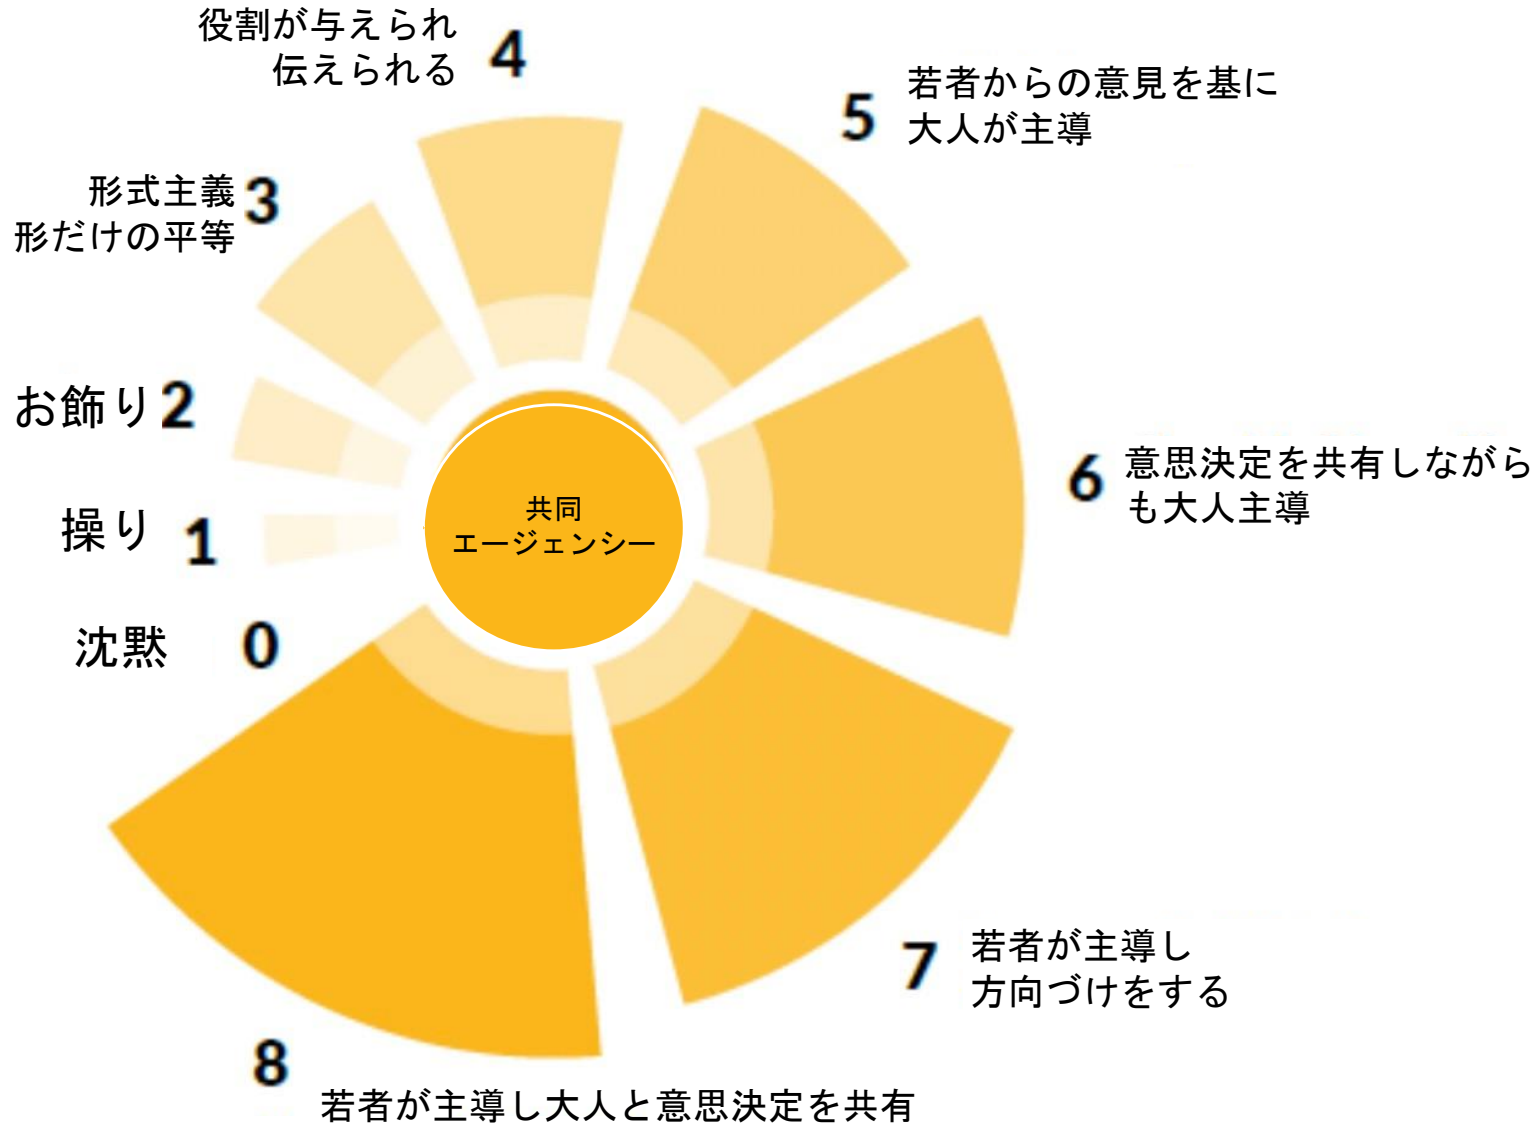 役割が与えられ
伝えられる
4
5
若者からの意見を基に
大人が主導
形式主義
形だけの平等
3
お飾り
2
6
意思決定を共有しながら
も大人主導
共同
エージェンシー
操り
1
沈黙
0
7
若者が主導し
方向づけをする
8
若者が主導し大人と意思決定を共有